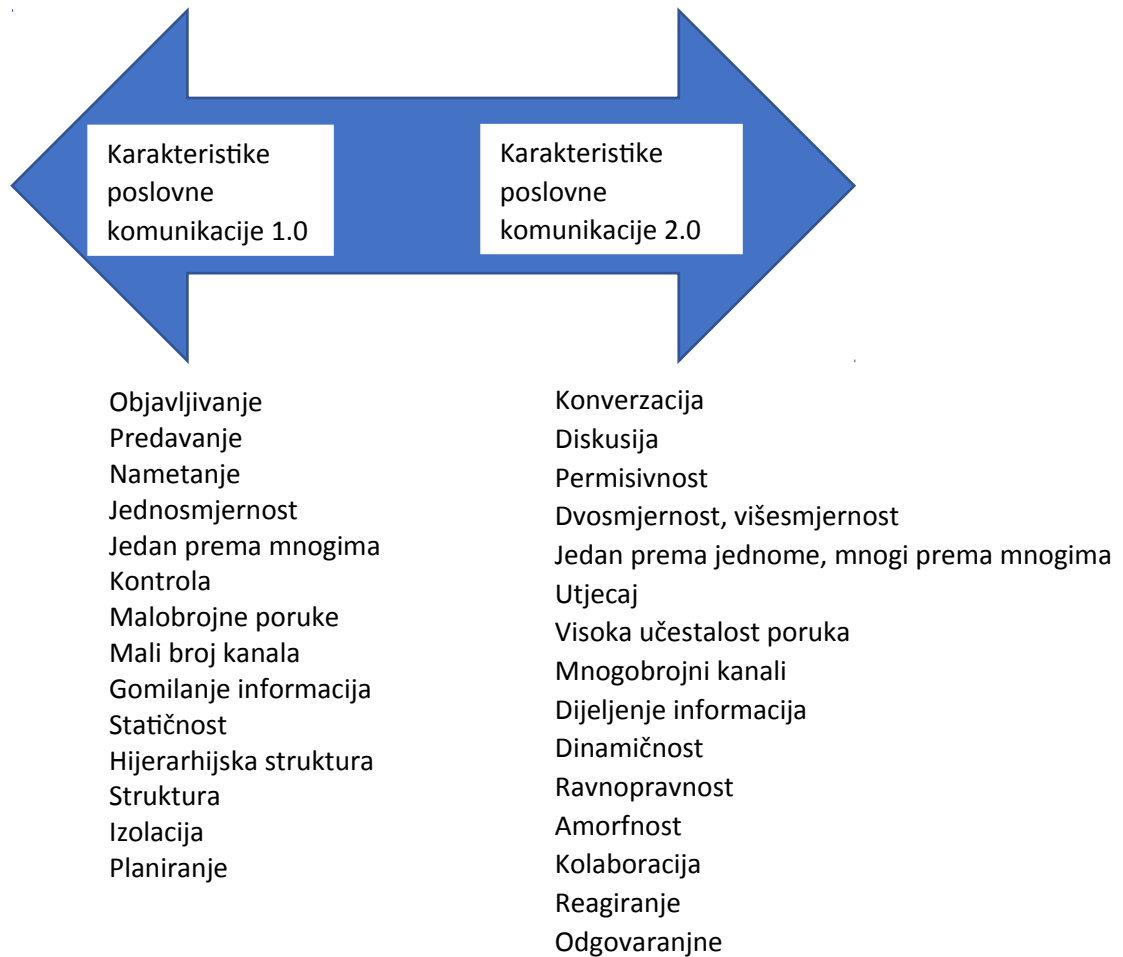 Karakteristike
poslovne
komunikacije 1.0
Karakteristike
poslovne
komunikacije 2.0
Objavljivanje
Predavanje
Nametanje
Jednosmjernost
Jedan prema mnogima
Kontrola
Malobrojne poruke
Mali broj kanala
Gomilanje informacija
Statičnost
Hijerarhijska struktura
Struktura
Izolacija
Planiranje
Konverzacija
Diskusija
Permisivnost
Dvosmjernost, višesmjernost
Jedan prema jednome, mnogi prema mnogima
Utjecaj
Visoka učestalost poruka
Mnogobrojni kanali
Dijeljenje informacija
Dinamičnost
Ravnopravnost
Amorfnost
Kolaboracija
Reagiranje
Odgovaranjne